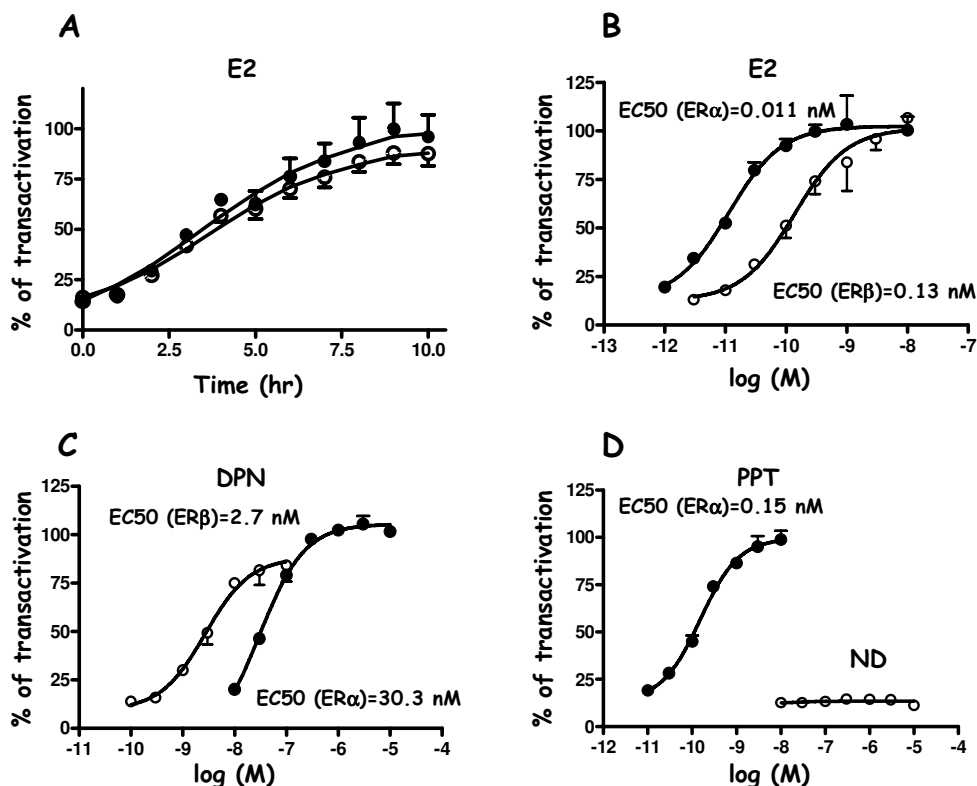 A
E2
% of transactivation
100
75
50
25
0
0.0 2.5 5.0 7.5 10.0
Time (hr)
B
E2
% of transactivation
125
100
75
50
25
0
EC50 (ERα)=0.011 nM
EC50 (ERβ)=0.13 nM
-13 -12 -11 -10 -9 -8 -7
log (M)
C
DPN
% of transactivation
125
100
75
50
25
0
EC50 (ERβ)=2.7 nM
EC50 (ERα)=30.3 nM
-11 -10 -9 -8 -7 -6 -5 -4
log (M)
D
PPT
% of transactivation
125
100
75
50
25
0
EC50 (ERα)=0.15 nM
ND
-12 -11 -10 -9 -8 -7 -6 -5 -4
log (M)